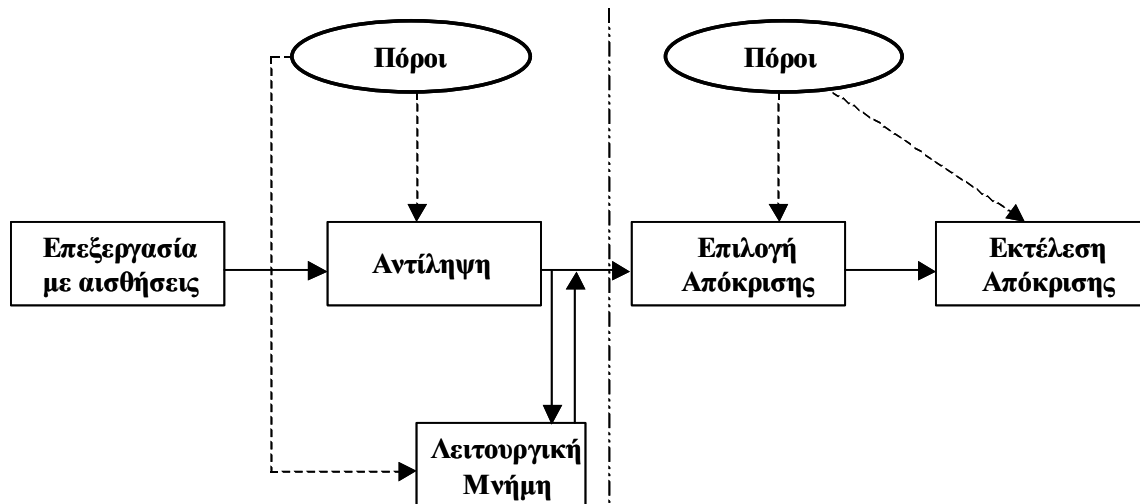 Πόροι
Πόροι
Επεξεργασία
με αισθήσεις
Αντίληψη
Επιλογή
Απόκρισης
Εκτέλεση
Απόκρισης
Λειτουργική
Μνήμη